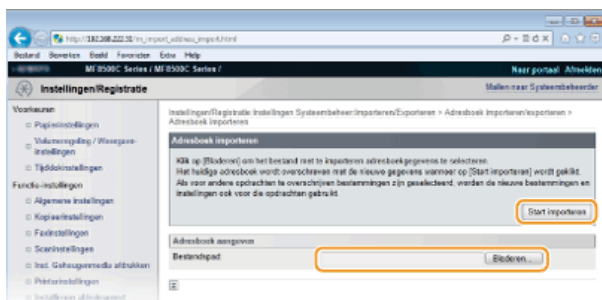 http://192.168.222.52/m_import_address_import.html
Bestand Bewerken Beeld Favorieten Extra Help
MF8500C Series / MF8500C Series /
Naar portaal Afmelden
Instellingen/Registratie
Mailen naar Systeembeheerder
Voorkeuren
Papierinstellingen
Volumeregeling / Weergave-
instellingen
Tijdklokinstellingen
Functie-instellingen
Algemene instellingen
Kopieerinstellingen
Faxinstellingen
Scaninstellingen
Inst. Geheugenmedia afdrukken
Printerinstellingen
Instellingen/Registratie: Instellingen Systeembeheer:Importeren/Exporteren > Adresboek importeren/exporteren >
Adresboek Importeren
Adresboek importeren
Klik op [Bladeren] om het bestand met te importeren adresboekgegevens te selecteren.
Het huidige adresboek wordt overschreven met de nieuwe gegevens wanneer op [Start importeren] wordt geklikt.
Als voor andere opdrachten te overschrijven bestemmingen zijn geselecteerd, worden de nieuwe bestemmingen en
instellingen ook voor die opdrachten gebruikt.
Start importeren
Adresboek aangeven
Bestandspad:
Bladeren...